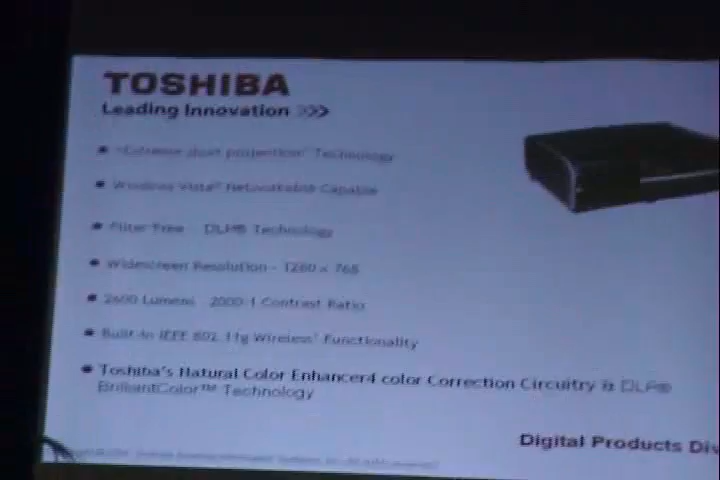 TOSHIBA
Leading Innovation >>>
"Extreme short projection" Technology
Windows Vista® Networkable Capable
Filter Free DLP® Technology
Widescreen Resolution - 1280 x 768
2600 Lumens 2000:1 Contrast Ratio
Built-in IEEE 802.11g Wireless Functionality
Toshiba's Natural Color Enhancer4 color Correction Circuitry & DLP®
BrilliantColor™ Technology
Digital Products Div